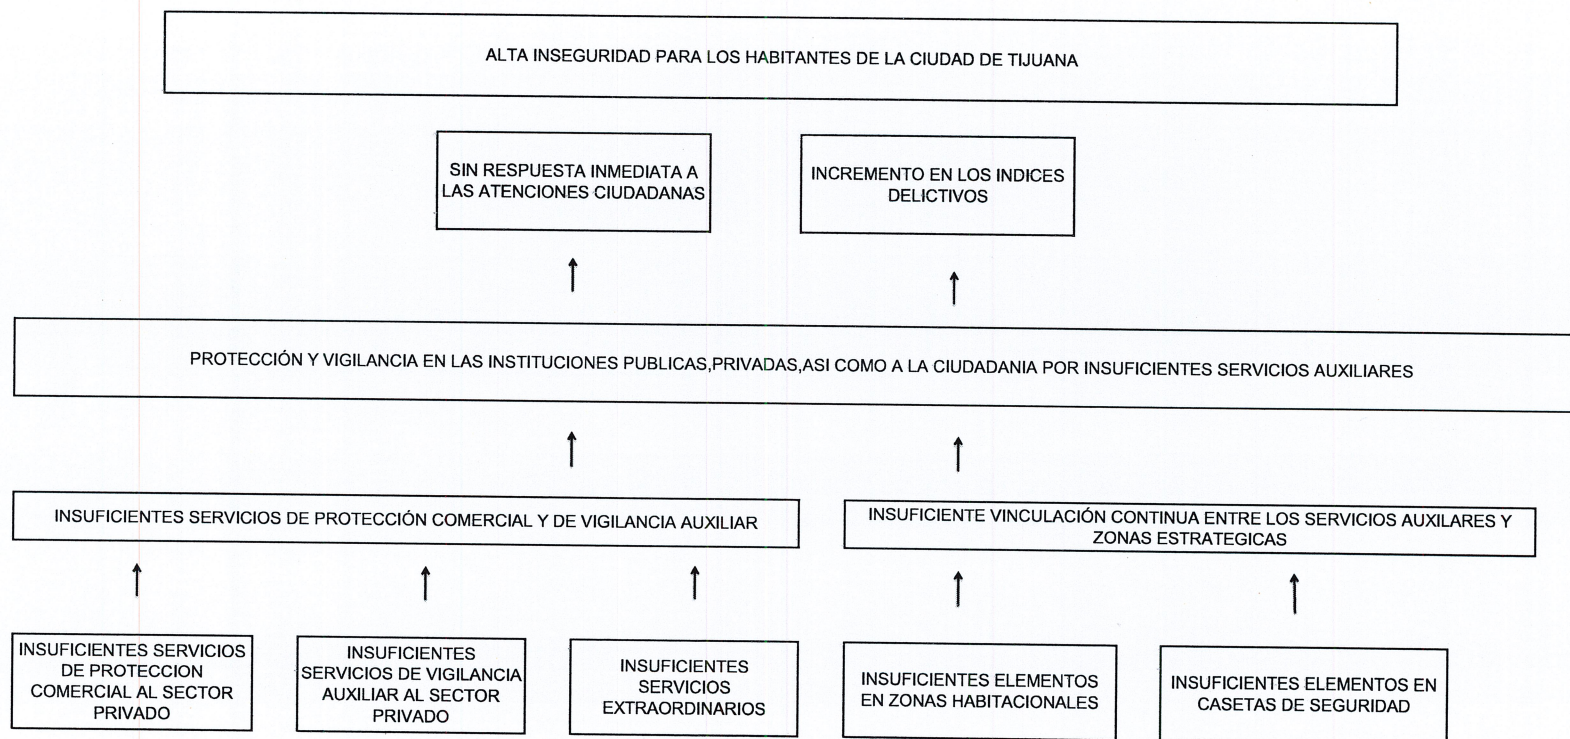 ALTA INSEGURIDAD PARA LOS HABITANTES DE LA CIUDAD DE TIJUANA
SIN RESPUESTA INMEDIATA A
LAS ATENCIONES CIUDADANAS
INCREMENTO EN LOS INDICES
DELICTIVOS
PROTECCIÓN Y VIGILANCIA EN LAS INSTITUCIONES PUBLICAS,PRIVADAS,ASI COMO A LA CIUDADANIA POR INSUFICIENTES SERVICIOS AUXILIARES
INSUFICIENTES SERVICIOS DE PROTECCIÓN COMERCIAL Y DE VIGILANCIA AUXILIAR
INSUFICIENTE VINCULACIÓN CONTINUA ENTRE LOS SERVICIOS AUXILARES Y
ZONAS ESTRATEGICAS
INSUFICIENTES SERVICIOS
DE PROTECCION
COMERCIAL AL SECTOR
PRIVADO
INSUFICIENTES
SERVICIOS DE VIGILANCIA
AUXILIAR AL SECTOR
PRIVADO
INSUFICIENTES
SERVICIOS
EXTRAORDINARIOS
INSUFICIENTES ELEMENTOS
EN ZONAS HABITACIONALES
INSUFICIENTES ELEMENTOS EN
CASETAS DE SEGURIDAD